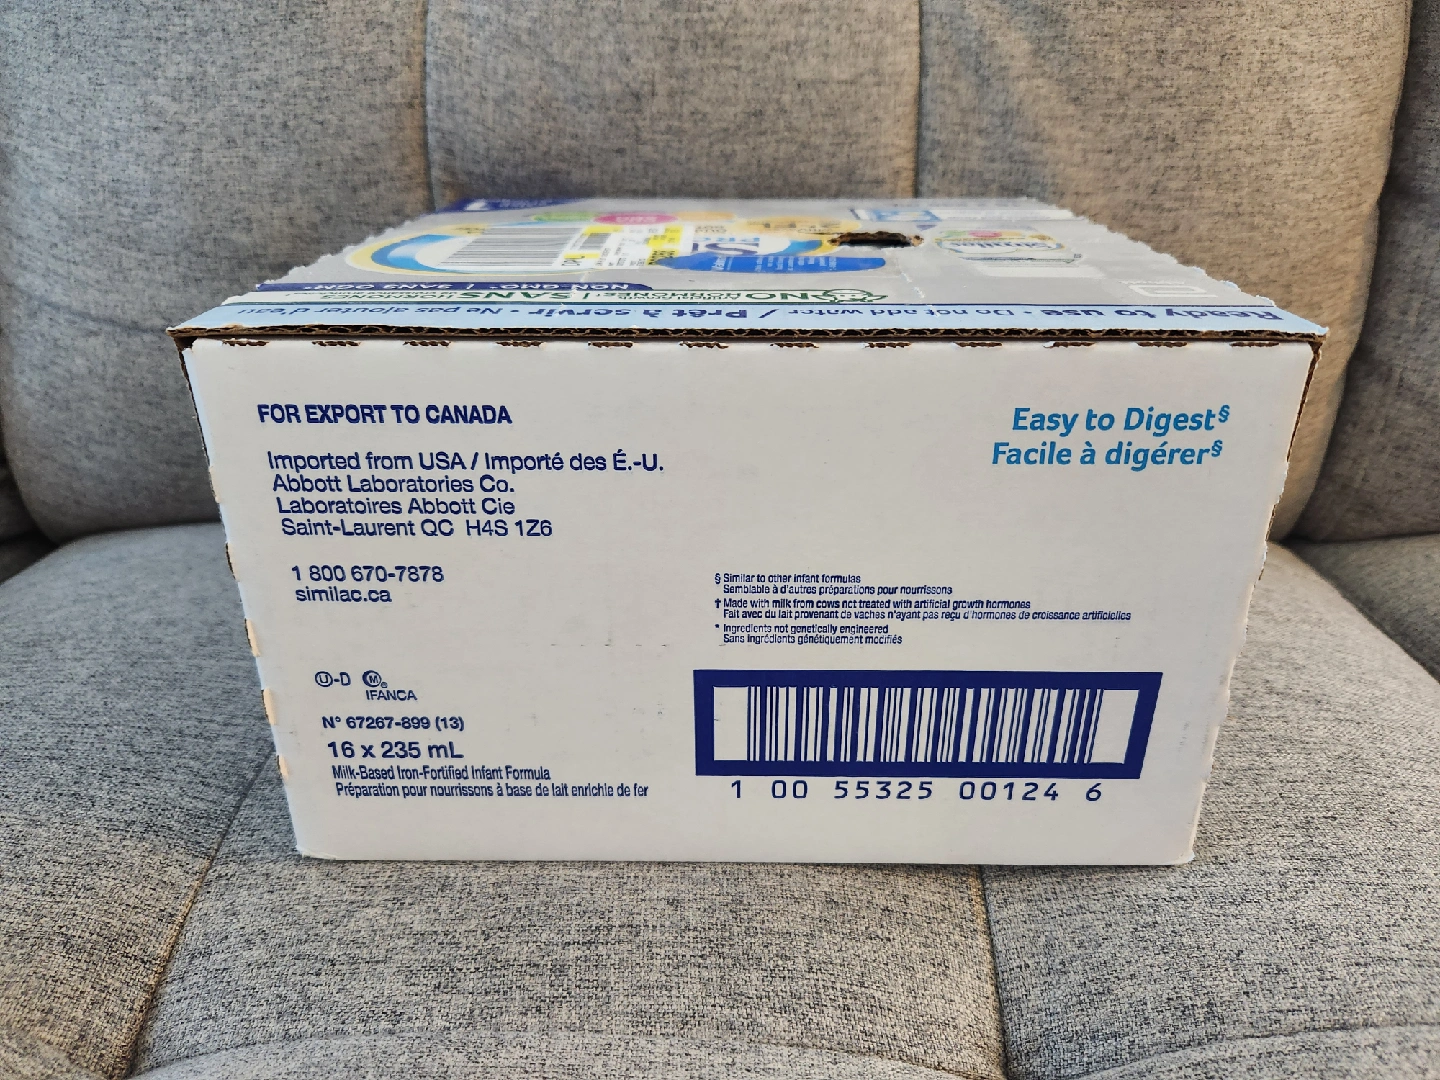 Ready to use • Do not add water / Prêt à servir • Ne pas ajouter d'eau
NON-GMO* / SANS OGM*
FOR EXPORT TO CANADA
Imported from USA / Importé des É.-U.
Abbott Laboratories Co.
Laboratoires Abbott Cie
Saint-Laurent QC H4S 1Z6
1 800 670-7878
similac.ca
Easy to Digest§
Facile à digérer§
§ Similar to other infant formulas
Semblable à d'autres préparations pour nourrissons
† Made with milk from cows not treated with artificial growth hormones
Fait avec du lait provenant de vaches n'ayant pas reçu d'hormones de croissance artificielles
* Ingredients not genetically engineered
Sans ingrédients génétiquement modifiés
U-D M®
IFANCA
N° 67267-899 (13)
16 x 235 mL
Milk-Based Iron-Fortified Infant Formula
Préparation pour nourrissons à base de lait enrichie de fer
1 00 55325 00124 6